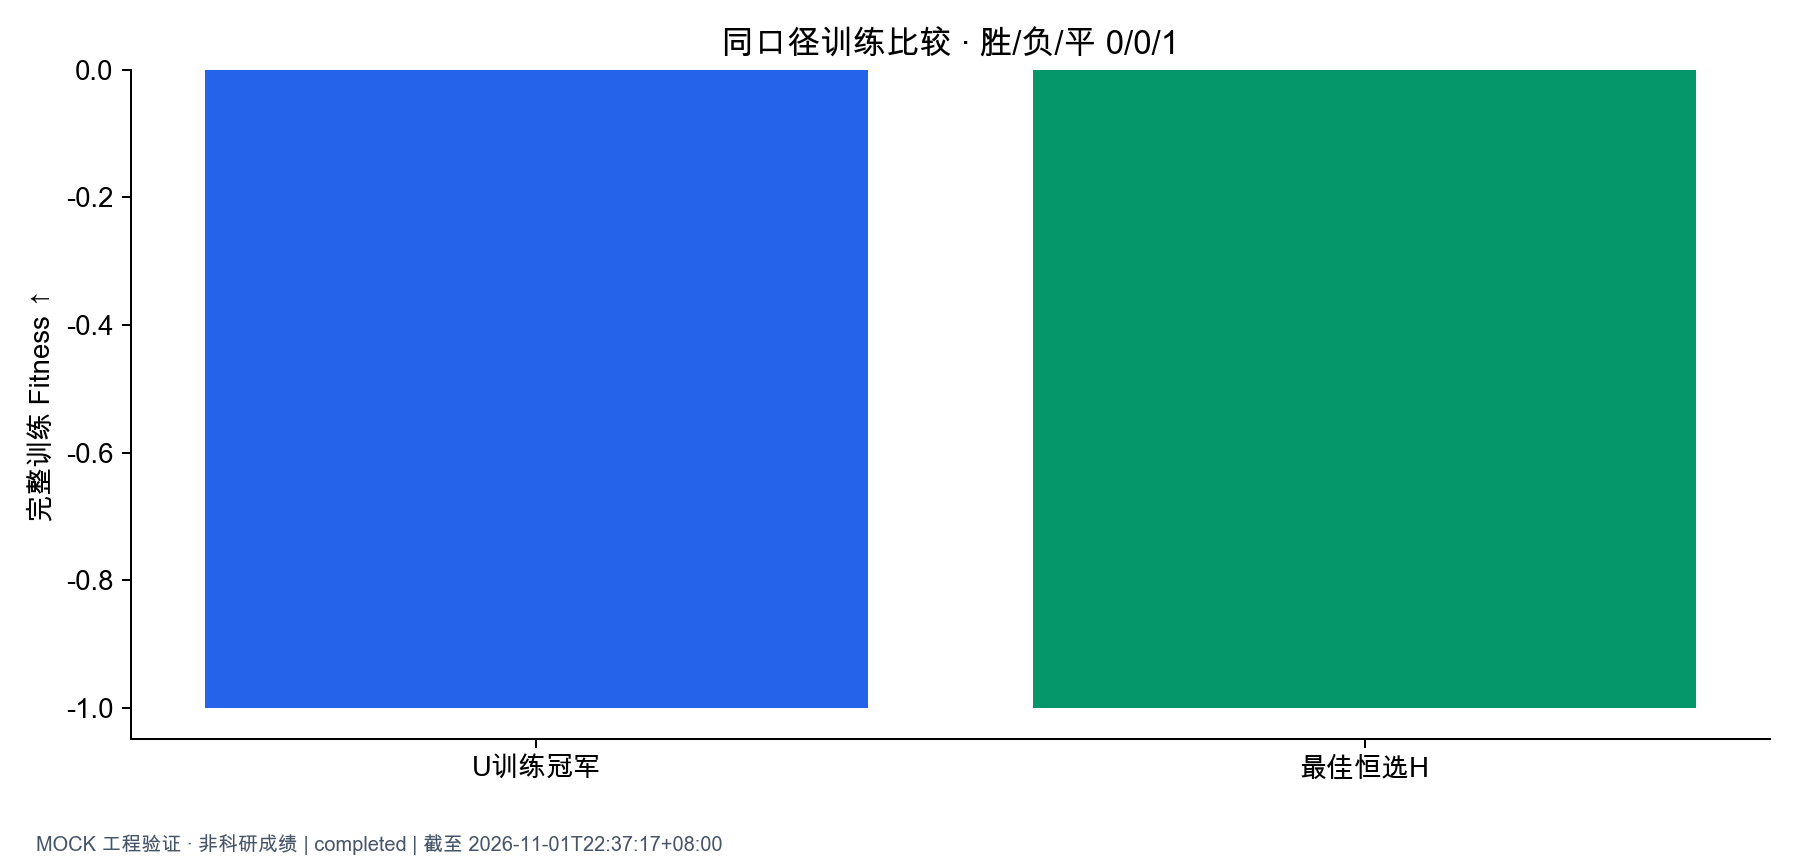 同口径训练比较 · 胜/负/平 0/0/1
完整训练 Fitness ↑
0.0
-0.2
-0.4
-0.6
-0.8
-1.0
U训练冠军
最佳恒选H
MOCK 工程验证 · 非科研成绩 | completed | 截至 2026-11-01T22:37:17+08:00